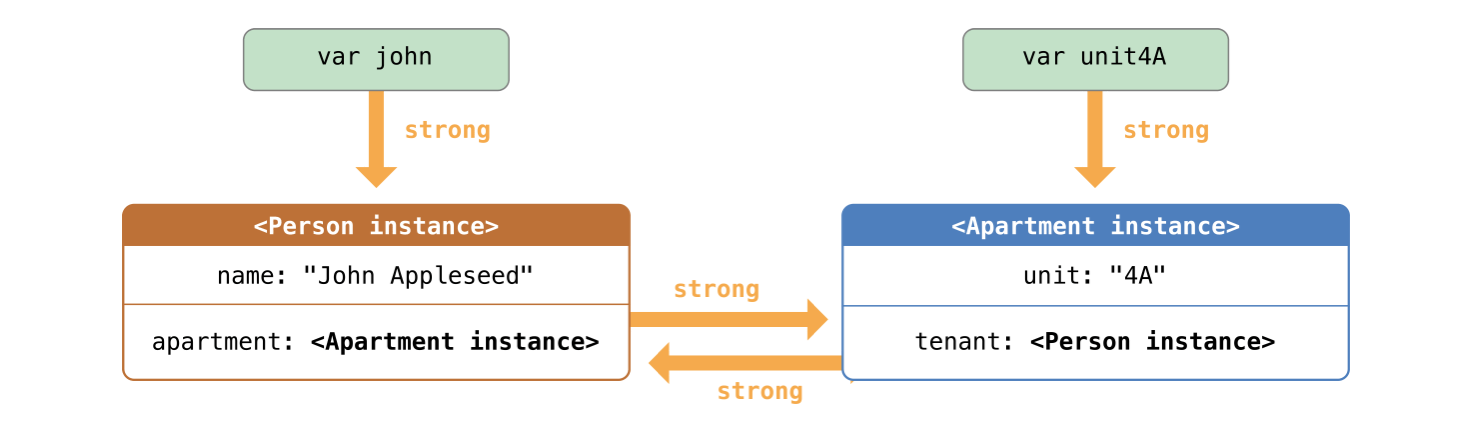 var john
var unit4A
strong
strong
<Person instance>
<Apartment instance>
name: "John Appleseed"
unit: "4A"
strong
apartment: <Apartment instance>
tenant: <Person instance>
strong